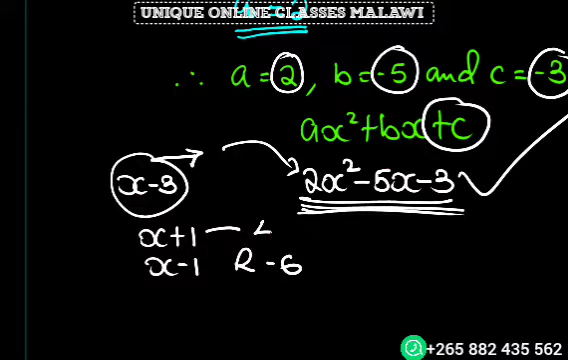 UNIQUE ONLINE CLASSES MALAWI
∴ a = 2, b = -5 and c = -3
ax² + bx + c
x - 3
2x² - 5x - 3
x + 1 —
x - 1 R - 6
+265 882 435 562